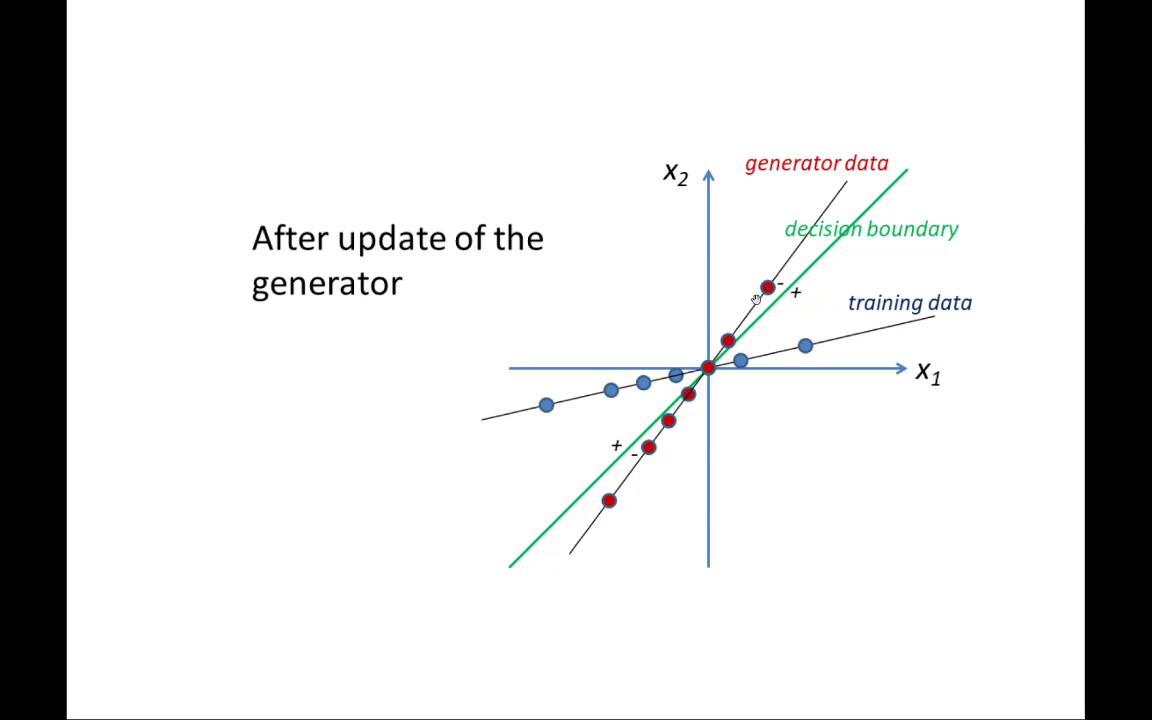 generator data
x2
decision boundary
After update of the
generator
- +
training data
x1
+ -